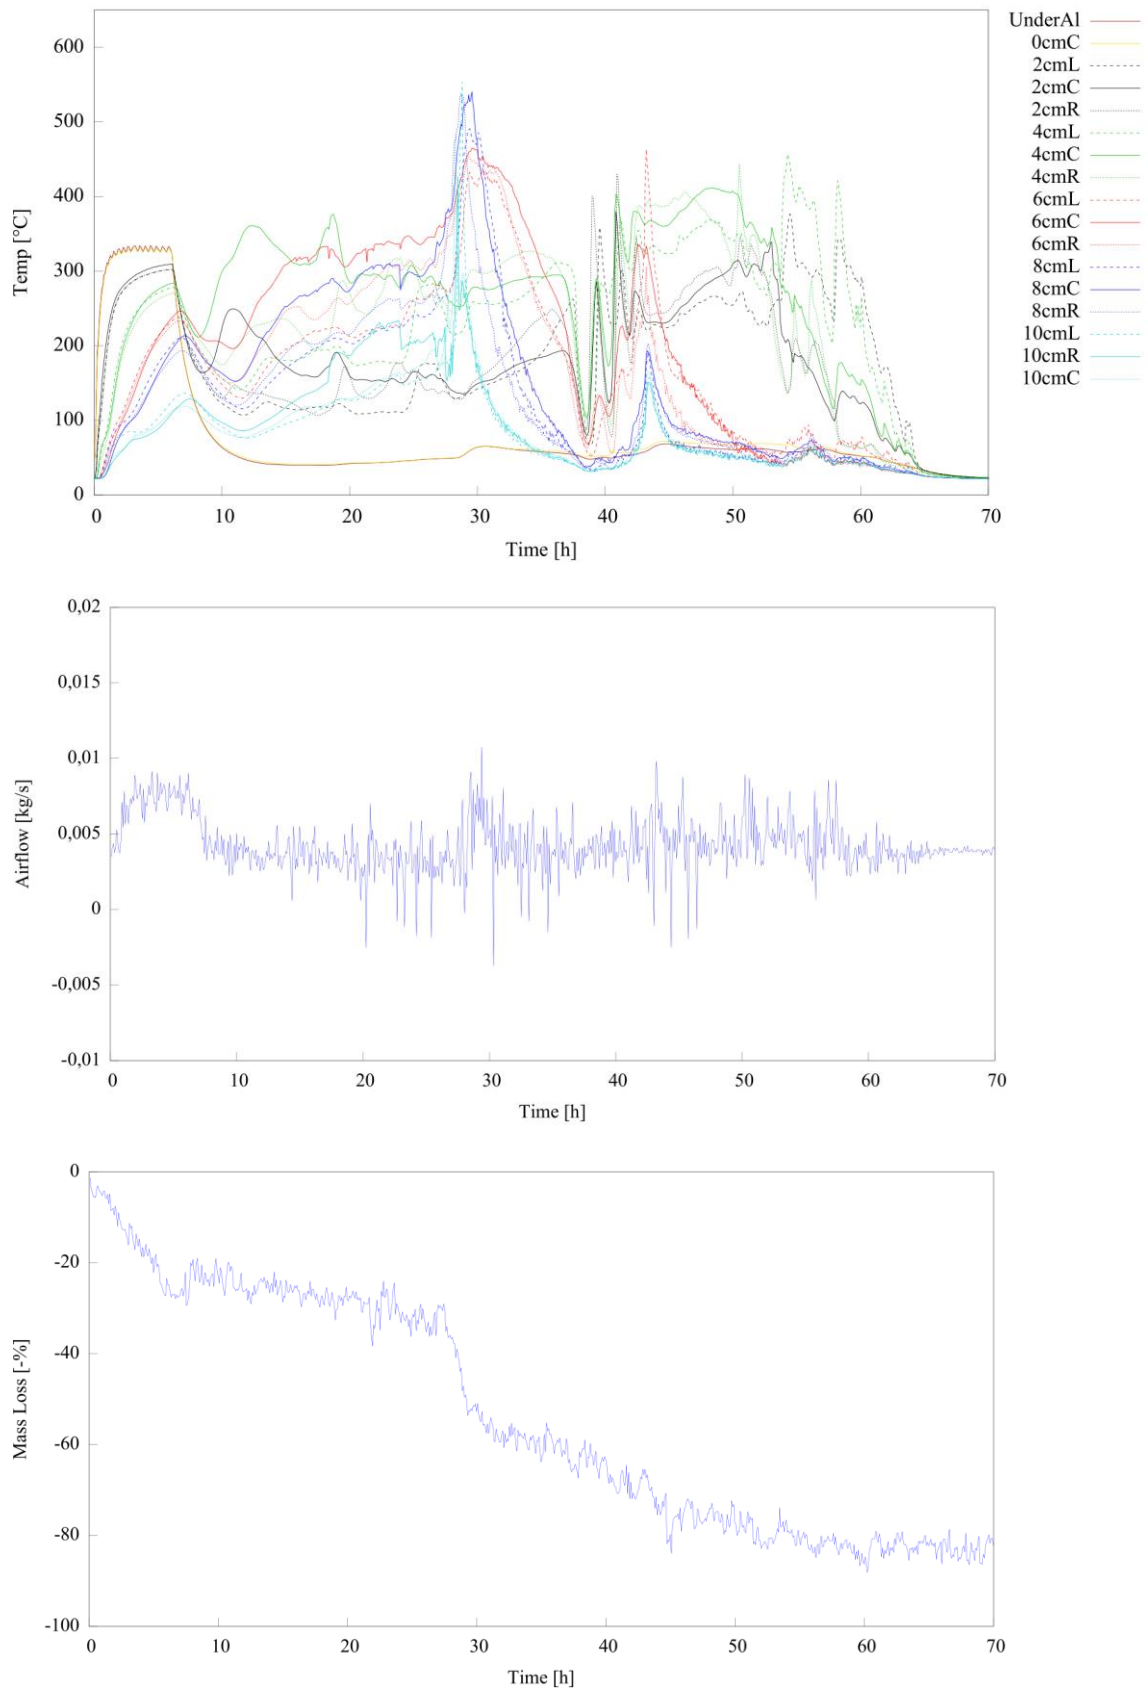 600
500
400
300
200
100
0
Temp [°C]
0 10 20 30 40 50 60 70
Time [h]
UnderAl
0cmC
2cmL
2cmC
2cmR
4cmL
4cmC
4cmR
6cmL
6cmC
6cmR
8cmL
8cmC
8cmR
10cmL
10cmR
10cmC
0,02
0,015
0,01
0,005
0
-0,005
-0,01
Airflow [kg/s]
0 10 20 30 40 50 60 70
Time [h]
0
-20
-40
-60
-80
-100
Mass Loss [-%]
0 10 20 30 40 50 60 70
Time [h]